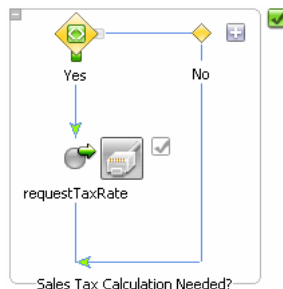 Yes
No
requestTaxRate
Sales Tax Calculation Needed?